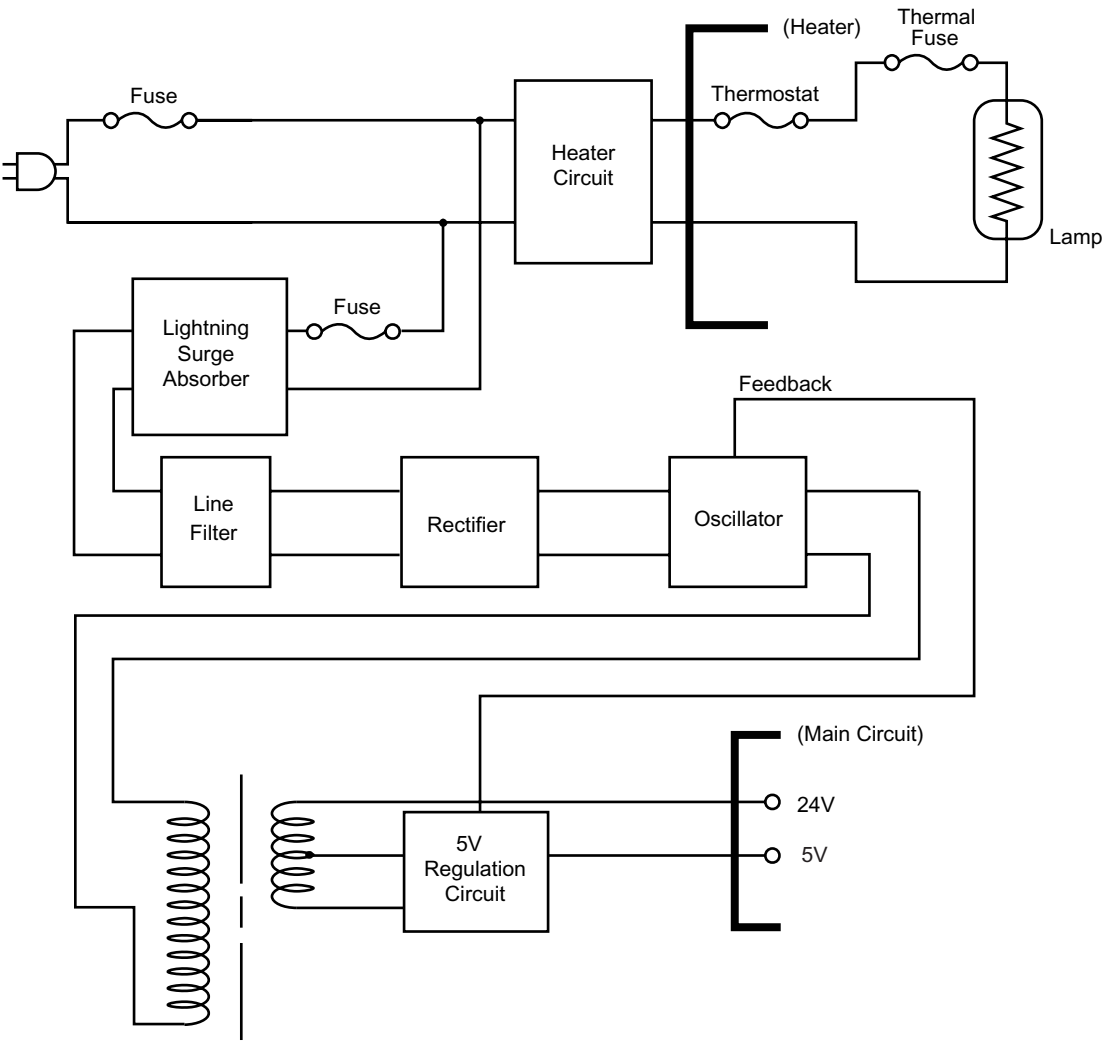 (Heater)
Thermal
Fuse
Fuse
Thermostat
Heater
Circuit
Lamp
Fuse
Lightning
Surge
Absorber
Feedback
Line
Filter
Rectifier
Oscillator
(Main Circuit)
24V
5V
5V
Regulation
Circuit